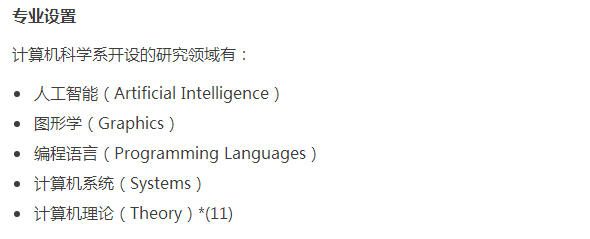 专业设置
计算机科学系开设的研究领域有：
人工智能（Artificial Intelligence）
图形学（Graphics）
编程语言（Programming Languages）
计算机系统（Systems）
计算机理论（Theory）*(11)